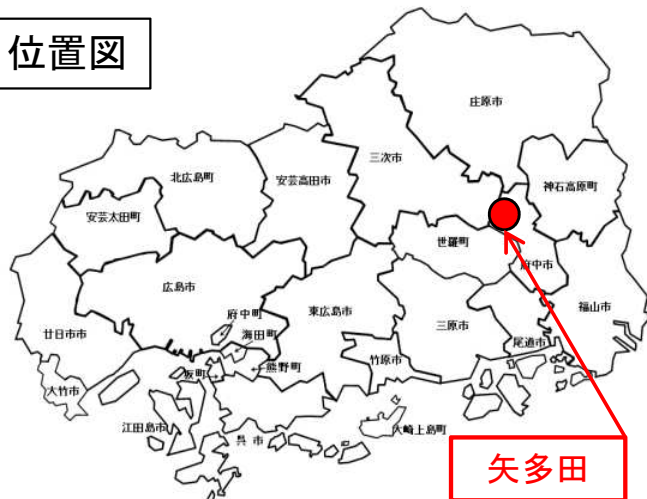 位置図
庄原市
三次市
神石高原町
北広島町
安芸高田市
安芸太田町
世羅町
府中市
広島市
東広島市
三原市
福山市
府中町
海田町
尾道市
廿日市市
竹原市
熊野町
坂町
大竹市
江田島市
呉市
大崎上島町
矢多田